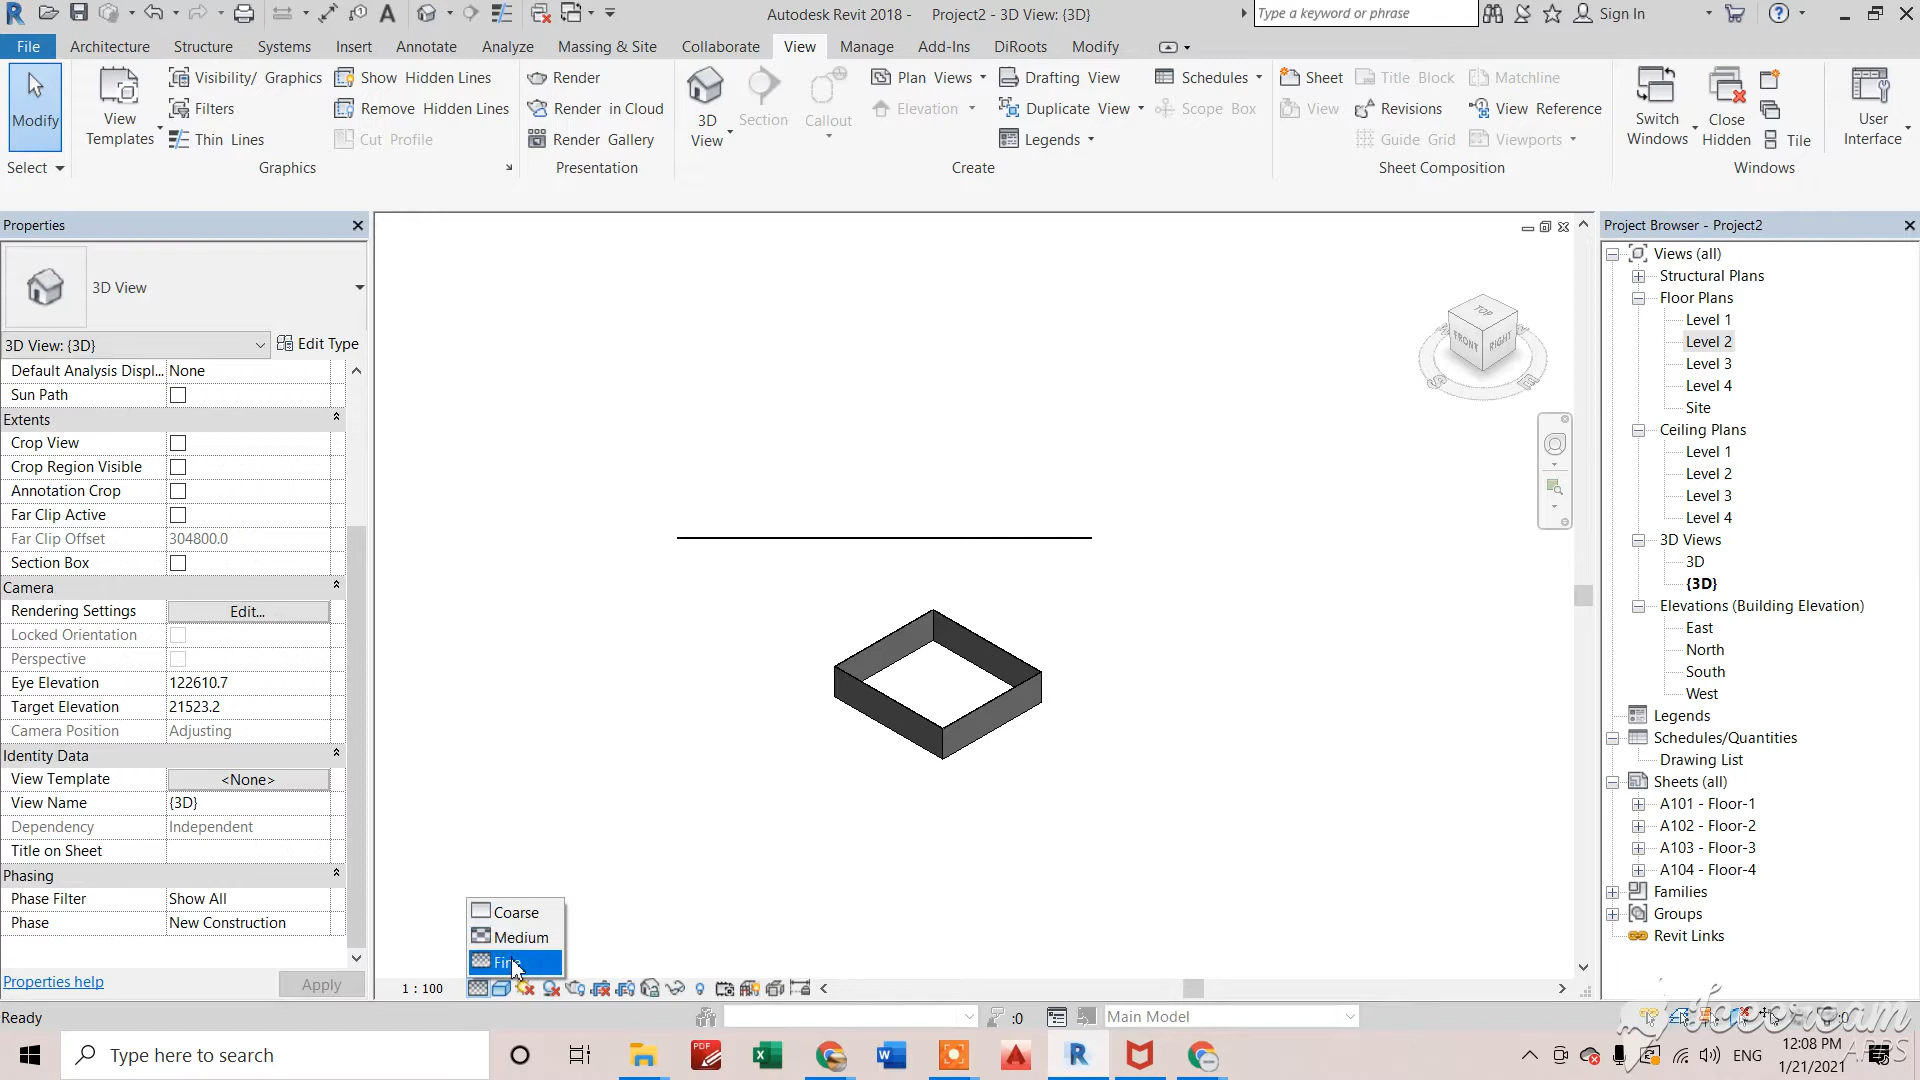 Autodesk Revit 2018 - Project2 - 3D View: {3D}
Type a keyword or phrase
Sign In
File Architecture Structure Systems Insert Annotate Analyze Massing & Site Collaborate View Manage Add-Ins DiRoots Modify
Modify
View Templates
Visibility/ Graphics
Filters
Thin Lines
Show Hidden Lines
Remove Hidden Lines
Cut Profile
Render
Render in Cloud
Render Gallery
3D View
Section
Callout
Plan Views
Elevation
Drafting View
Duplicate View
Legends
Schedules
Scope Box
Sheet
View
Title Block
Revisions
Guide Grid
Matchline
View Reference
Viewports
Switch Windows
Close Hidden
Tile
User Interface
Select Graphics Presentation Create Sheet Composition Windows
Properties
3D View
3D View: {3D}
Edit Type
Default Analysis Displ... None
Sun Path
Extents
Crop View
Crop Region Visible
Annotation Crop
Far Clip Active
Far Clip Offset 304800.0
Section Box
Camera
Rendering Settings Edit...
Locked Orientation
Perspective
Eye Elevation 122610.7
Target Elevation 21523.2
Camera Position Adjusting
Identity Data
View Template <None>
View Name {3D}
Dependency Independent
Title on Sheet
Phasing
Phase Filter Show All
Phase New Construction
Properties help
Apply
TOP
FRONT
RIGHT
S
E
Coarse
Medium
Fine
1 : 100
Project Browser - Project2
Views (all)
Structural Plans
Floor Plans
Level 1
Level 2
Level 3
Level 4
Site
Ceiling Plans
Level 1
Level 2
Level 3
Level 4
3D Views
3D
{3D}
Elevations (Building Elevation)
East
North
South
West
Legends
Schedules/Quantities
Drawing List
Sheets (all)
A101 - Floor-1
A102 - Floor-2
A103 - Floor-3
A104 - Floor-4
Families
Groups
Revit Links
Ready
:0
Main Model
:0
Icecream
APPS
Type here to search
PDF
ENG
12:08 PM
1/21/2021